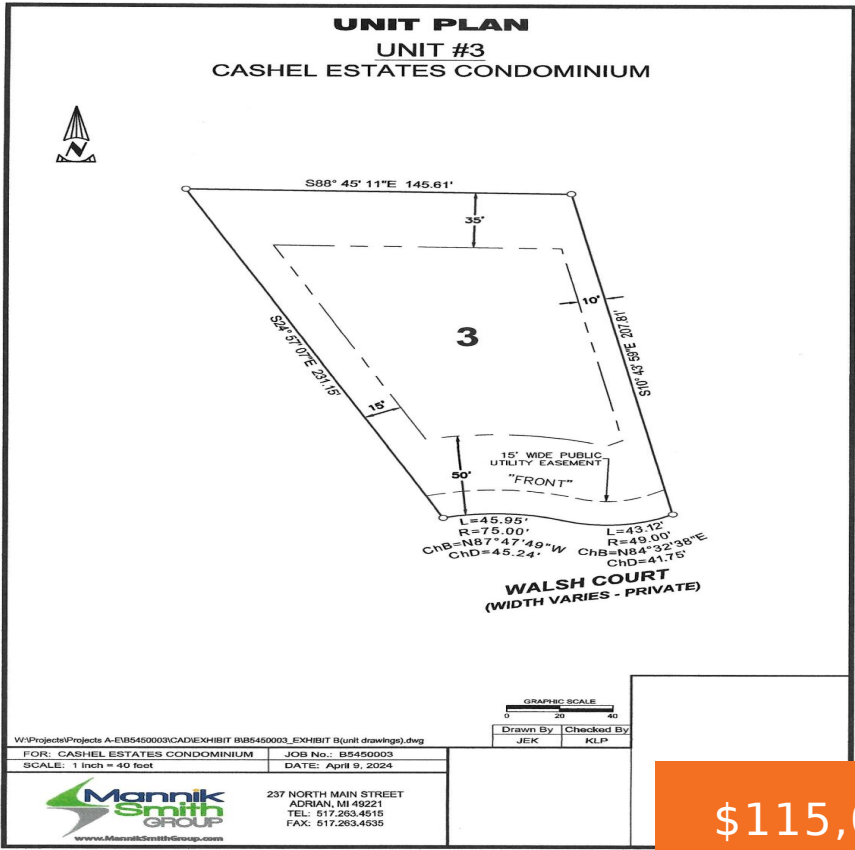 UNIT PLAN
UNIT #3
CASHEL ESTATES CONDOMINIUM
N
S88° 45' 11"E 145.61'
35'
10'
3
S24° 57' 07"E 231.15'
S10° 43' 59"E 207.81'
15'
15' WIDE PUBLIC
UTILITY EASEMENT
50'
"FRONT"
L=45.95'
R=75.00'
ChB=N87°47'49"W
ChD=45.24'
L=43.12'
R=49.00'
ChB=N84°32'38"E
ChD=41.75'
WALSH COURT
(WIDTH VARIES - PRIVATE)
GRAPHIC SCALE
0 20 40
Drawn By Checked By
JEK KLP
W:\Projects\Projects A-E\B5450003\CAD\EXHIBIT B\B5450003_EXHIBIT B(unit drawings).dwg
FOR: CASHEL ESTATES CONDOMINIUM JOB No.: B5450003
SCALE: 1 inch = 40 feet DATE: April 9, 2024
Mannik
Smith
GROUP
www.MannikSmithGroup.com
237 NORTH MAIN STREET
ADRIAN, MI 49221
TEL: 517.263.4515
FAX: 517.263.4535
$115,